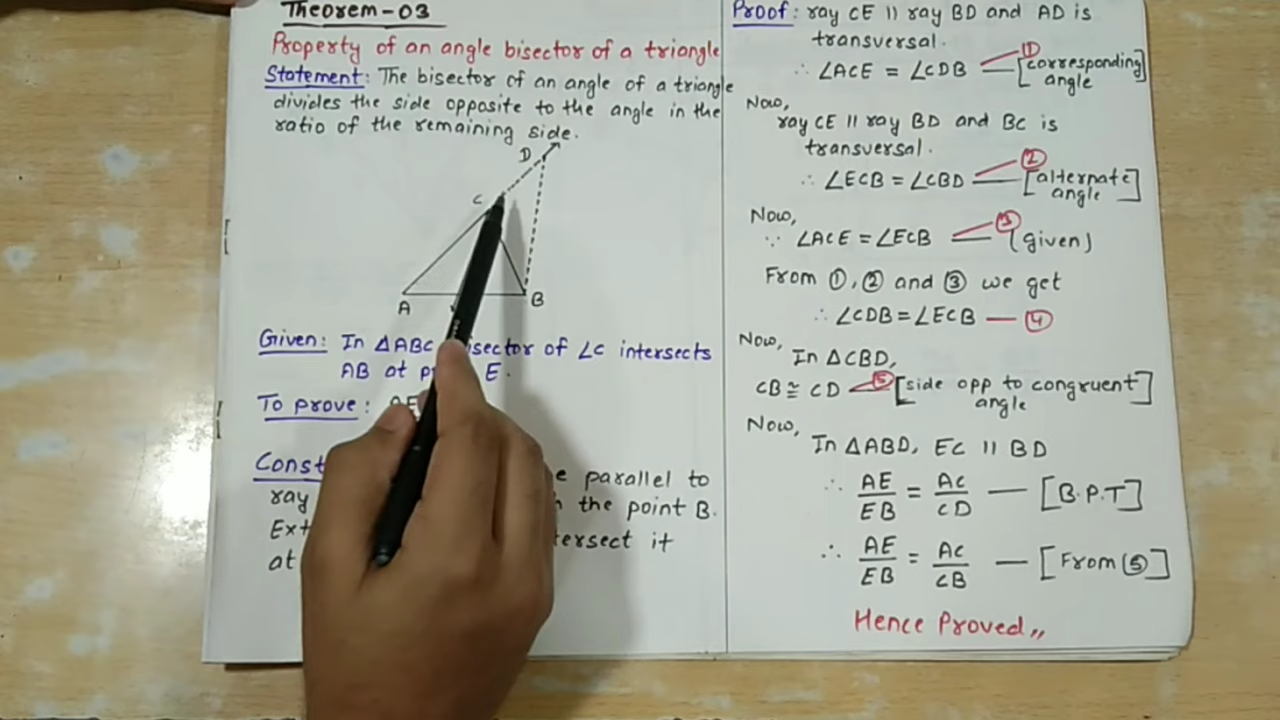 Theorem-03
Property of an angle bisector of a triangle
Statement: The bisector of an angle of a triangle
divides the side opposite to the angle in the
ratio of the remaining side.
D
C
A
B
Given: In ΔABC bisector of ∠C intersects
AB at E.
To prove: AE
Const
ray
Ext
at
parallel to
the point B.
intersect it
Proof: ray CE || ray BD and AD is
transversal.
∴ ∠ACE = ∠CDB — ① [corresponding
angle]
Now,
ray CE || ray BD and BC is
transversal.
∴ ∠ECB = ∠CBD — ② [alternate
angle]
Now,
∵ ∠ACE = ∠ECB — ③ (given)
From ①, ② and ③ we get
∴ ∠CDB = ∠ECB — ④
Now,
In ΔCBD,
CB ≅ CD — ⑤ [side opp to congruent
angle]
Now,
In ΔABD, EC || BD
∴ AE/EB = AC/CD — [B.P.T]
∴ AE/EB = AC/CB — [From ⑤]
Hence Proved,,